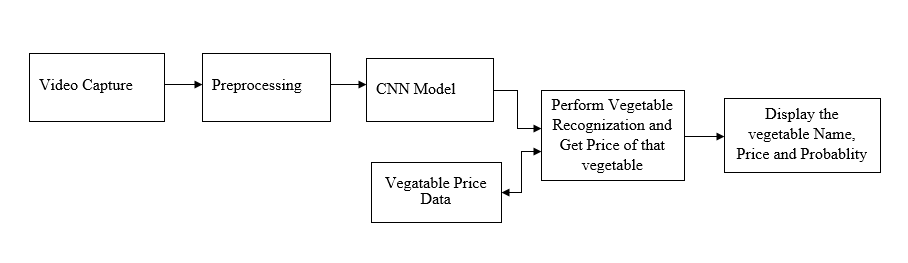 Video Capture
Preprocessing
CNN Model
Perform Vegetable
Recognization and
Get Price of that
vegetable
Vegatable Price
Data
Display the
vegetable Name,
Price and Probablity